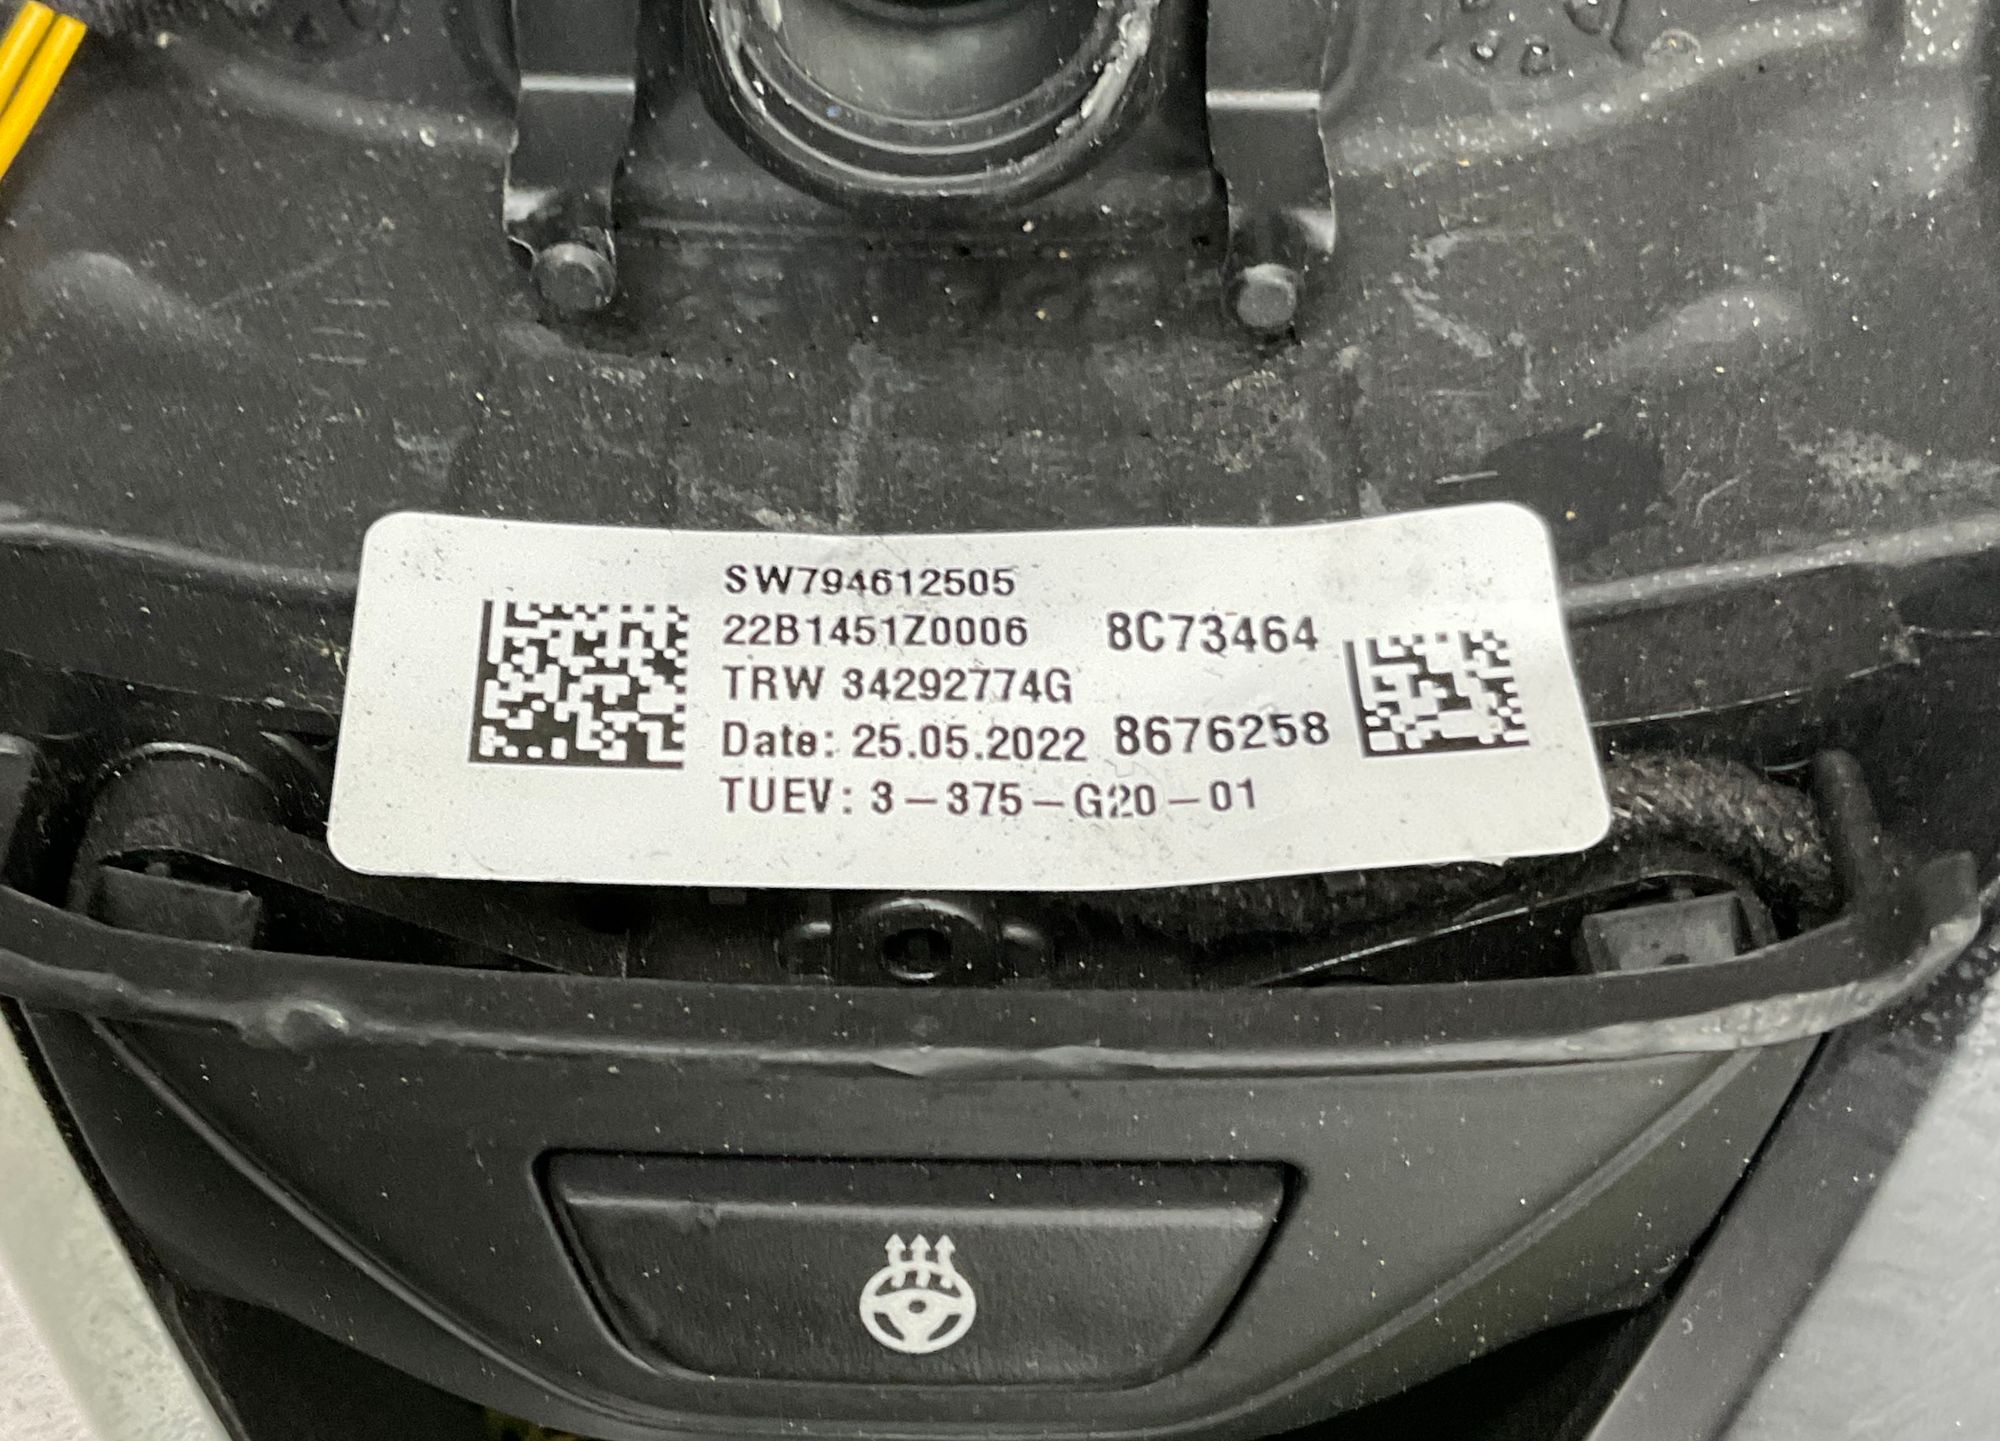 SW794612505
22B1451Z0006 8C73464
TRW 34292774G
Date: 25.05.2022 8676258
TUEV: 3-375-G20-01